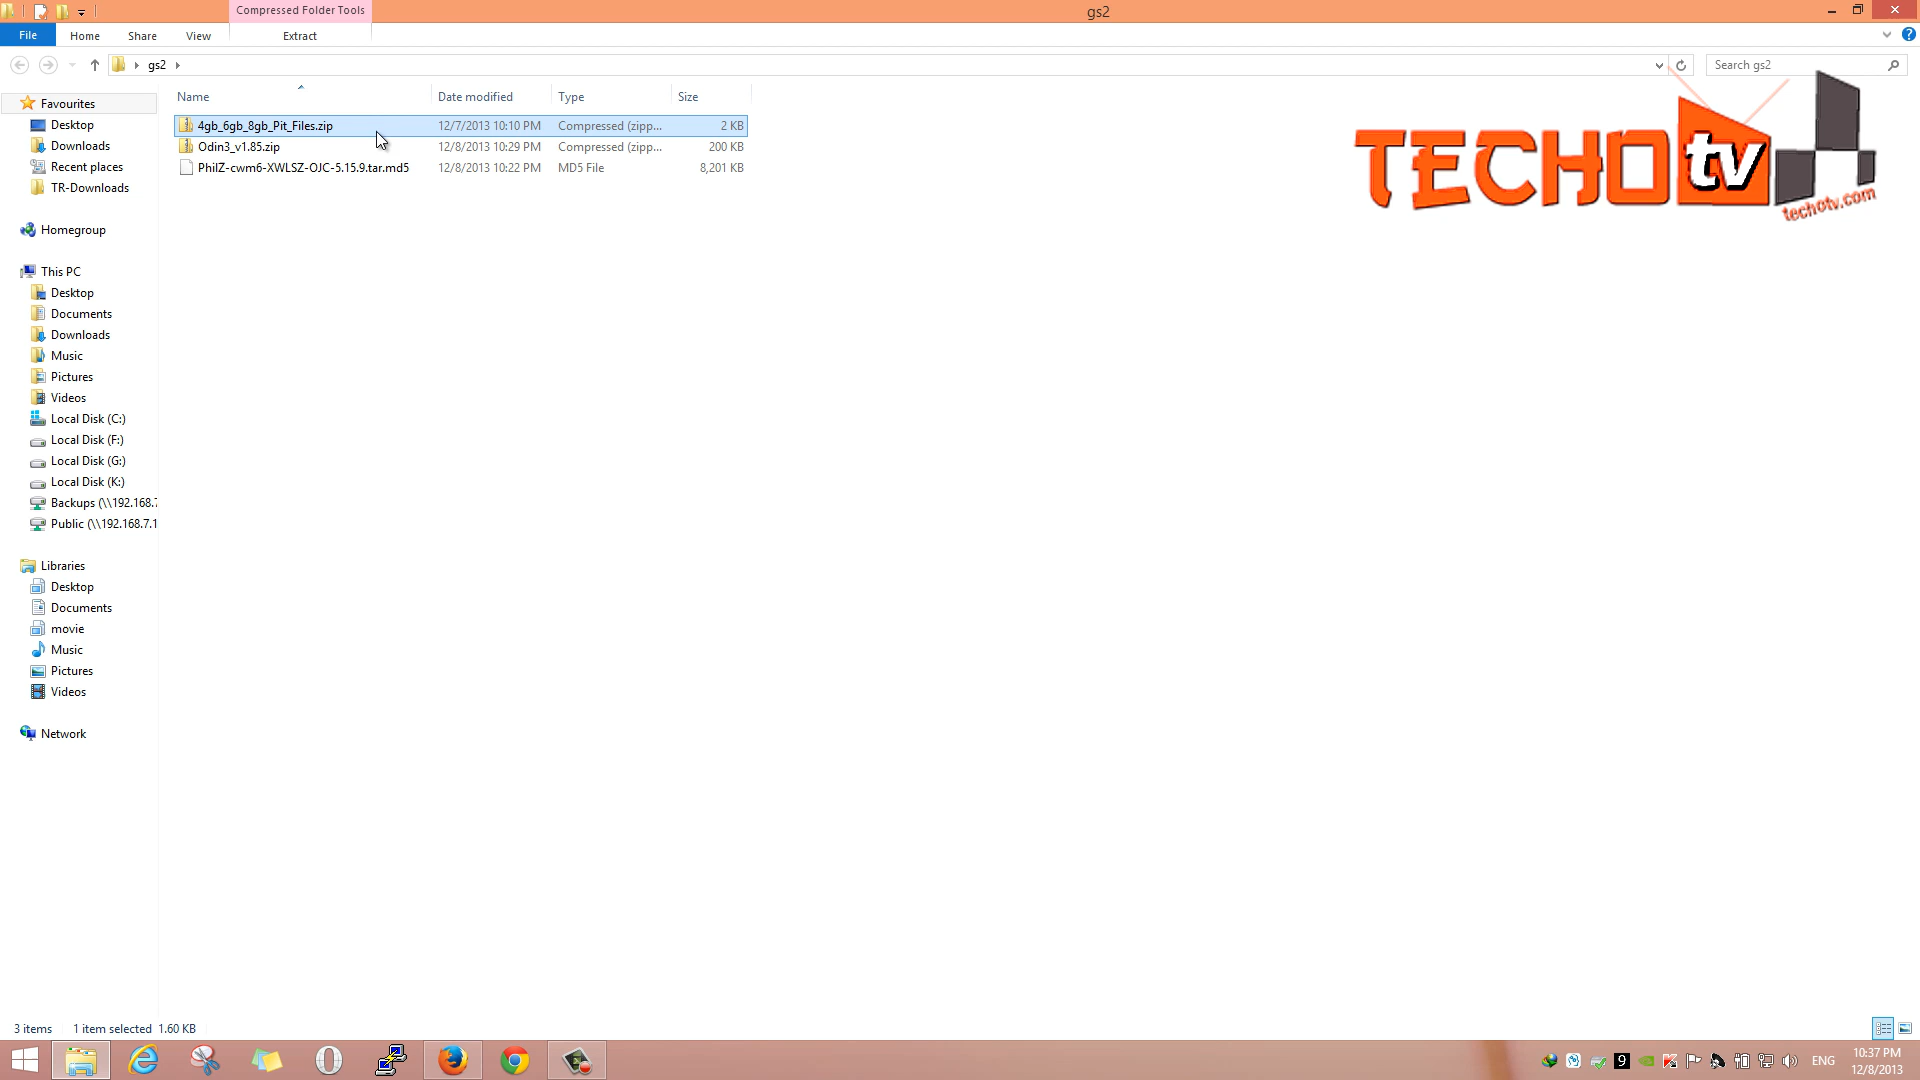 Compressed Folder Tools
gs2
File
Home
Share
View
Extract
gs2
Search gs2
Name
Date modified
Type
Size
4gb_6gb_8gb_Pit_Files.zip
12/7/2013 10:10 PM
Compressed (zipp...
2 KB
Odin3_v1.85.zip
12/8/2013 10:29 PM
Compressed (zipp...
200 KB
PhilZ-cwm6-XWLSZ-OJC-5.15.9.tar.md5
12/8/2013 10:22 PM
MD5 File
8,201 KB
TECHO tv
techotv.com
Favourites
Desktop
Downloads
Recent places
TR-Downloads
Homegroup
This PC
Desktop
Documents
Downloads
Music
Pictures
Videos
Local Disk (C:)
Local Disk (F:)
Local Disk (G:)
Local Disk (K:)
Backups (\\192.168.7
Public (\\192.168.7.1
Libraries
Desktop
Documents
movie
Music
Pictures
Videos
Network
3 items
1 item selected 1.60 KB
9
ENG
10:37 PM
12/8/2013